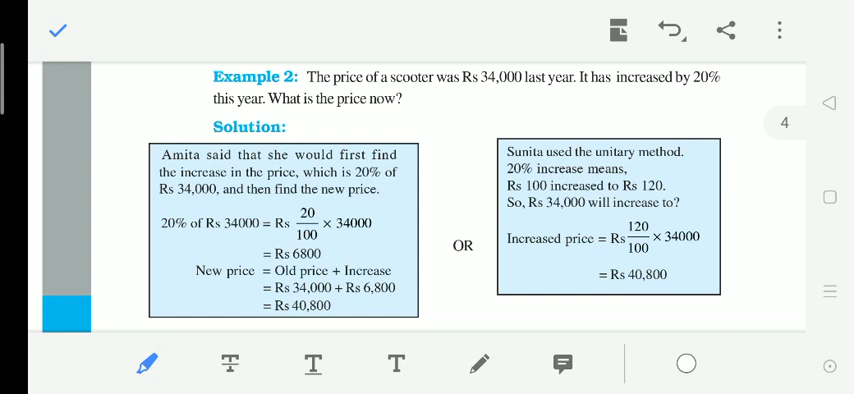 Example 2: The price of a scooter was Rs 34,000 last year. It has increased by 20%
this year. What is the price now?
4
Solution:
Amita said that she would first find
the increase in the price, which is 20% of
Rs 34,000, and then find the new price.
20% of Rs 34000 = Rs 20/100 × 34000
= Rs 6800
New price = Old price + Increase
= Rs 34,000 + Rs 6,800
= Rs 40,800
OR
Sunita used the unitary method.
20% increase means,
Rs 100 increased to Rs 120.
So, Rs 34,000 will increase to?
Increased price = Rs 120/100 × 34000
= Rs 40,800
T T T